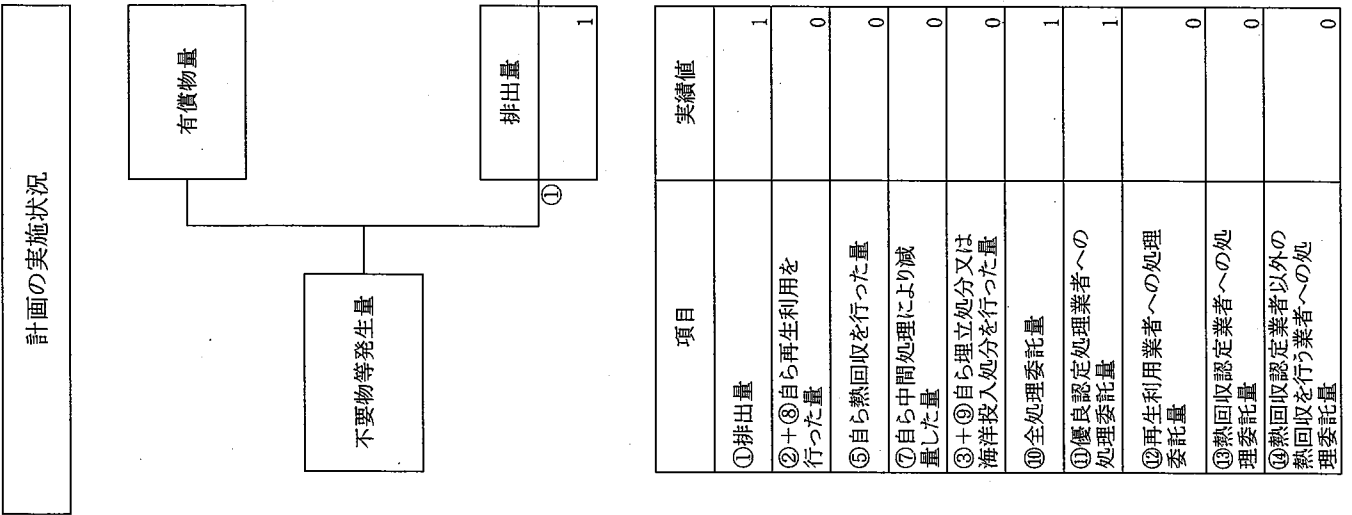 計画の実施状況
有償物量
不要物等発生量
①
排出量
1
項目 実績値
①排出量 1
②+⑧自ら再生利用を
行った量 0
⑤自ら熱回収を行った量 0
⑦自ら中間処理により減
量した量 0
③+⑨自ら埋立処分又は
海洋投入処分を行った量 0
⑩全処理委託量 1
⑪優良認定処理業者への
処理委託量 1
⑫再生利用業者への処理
委託量 0
⑬熱回収認定業者への処
理委託量 0
⑭熱回収認定業者以外の
熱回収を行う業者への処
理委託量 0